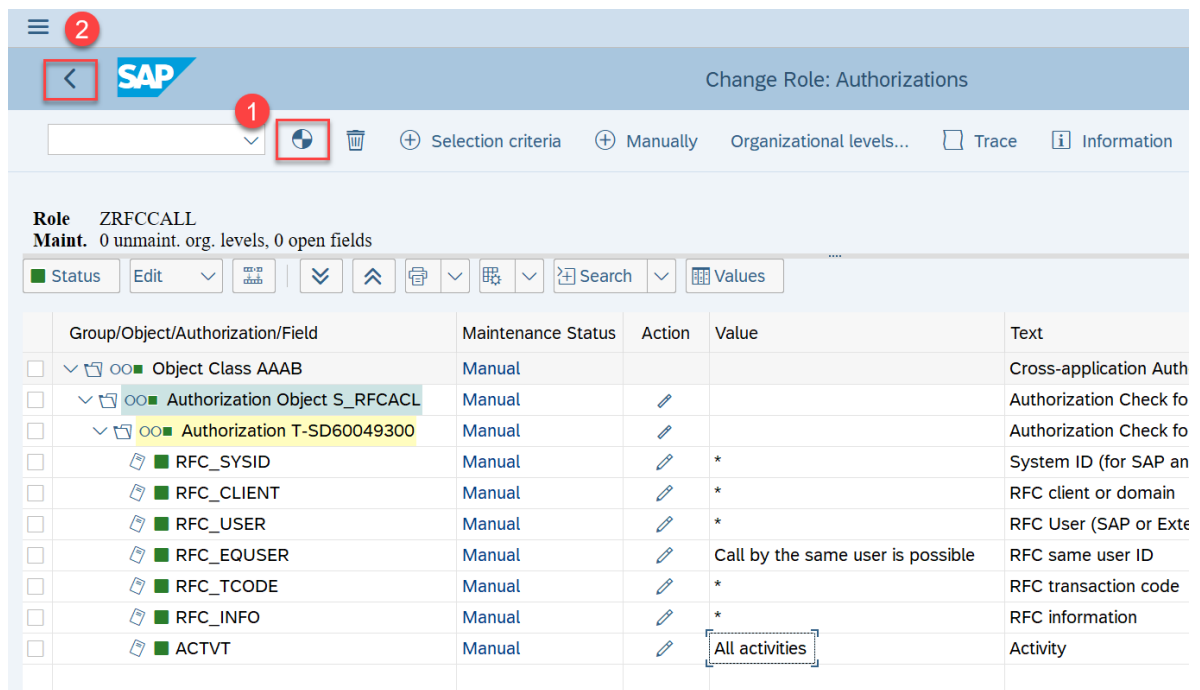 2
SAP
Change Role: Authorizations
1
Selection criteria
Manually
Organizational levels...
Trace
Information
Role ZRFCCALL
Maint. 0 unmaint. org. levels, 0 open fields
Status
Edit
Search
Values
Group/Object/Authorization/Field Maintenance Status Action Value Text
Object Class AAAB Manual Cross-application Auth
Authorization Object S_RFCACL Manual Authorization Check fo
Authorization T-SD60049300 Manual Authorization Check fo
RFC_SYSID Manual * System ID (for SAP an
RFC_CLIENT Manual * RFC client or domain
RFC_USER Manual * RFC User (SAP or Exte
RFC_EQUSER Manual Call by the same user is possible RFC same user ID
RFC_TCODE Manual * RFC transaction code
RFC_INFO Manual * RFC information
ACTVT Manual All activities Activity